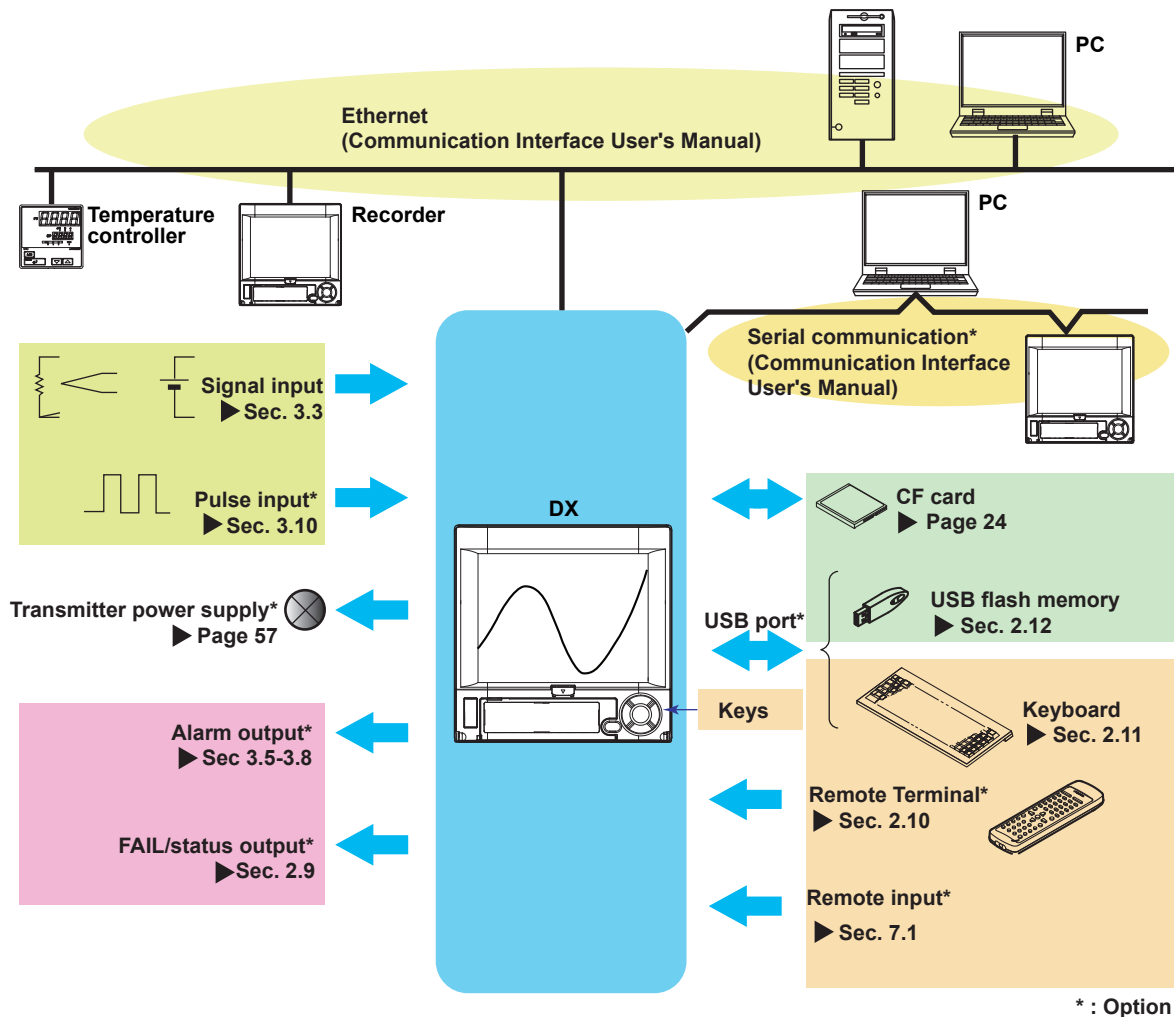 PC
Ethernet
(Communication Interface User's Manual)
Temperature
controller
Recorder
PC
Serial communication*
(Communication Interface
User's Manual)
Signal input
▶ Sec. 3.3
Pulse input*
▶ Sec. 3.10
Transmitter power supply*
▶ Page 57
Alarm output*
▶ Sec 3.5-3.8
FAIL/status output*
▶ Sec. 2.9
DX
CF card
▶ Page 24
USB port*
USB flash memory
▶ Sec. 2.12
Keys
Keyboard
▶ Sec. 2.11
Remote Terminal*
▶ Sec. 2.10
Remote input*
▶ Sec. 7.1
* : Option